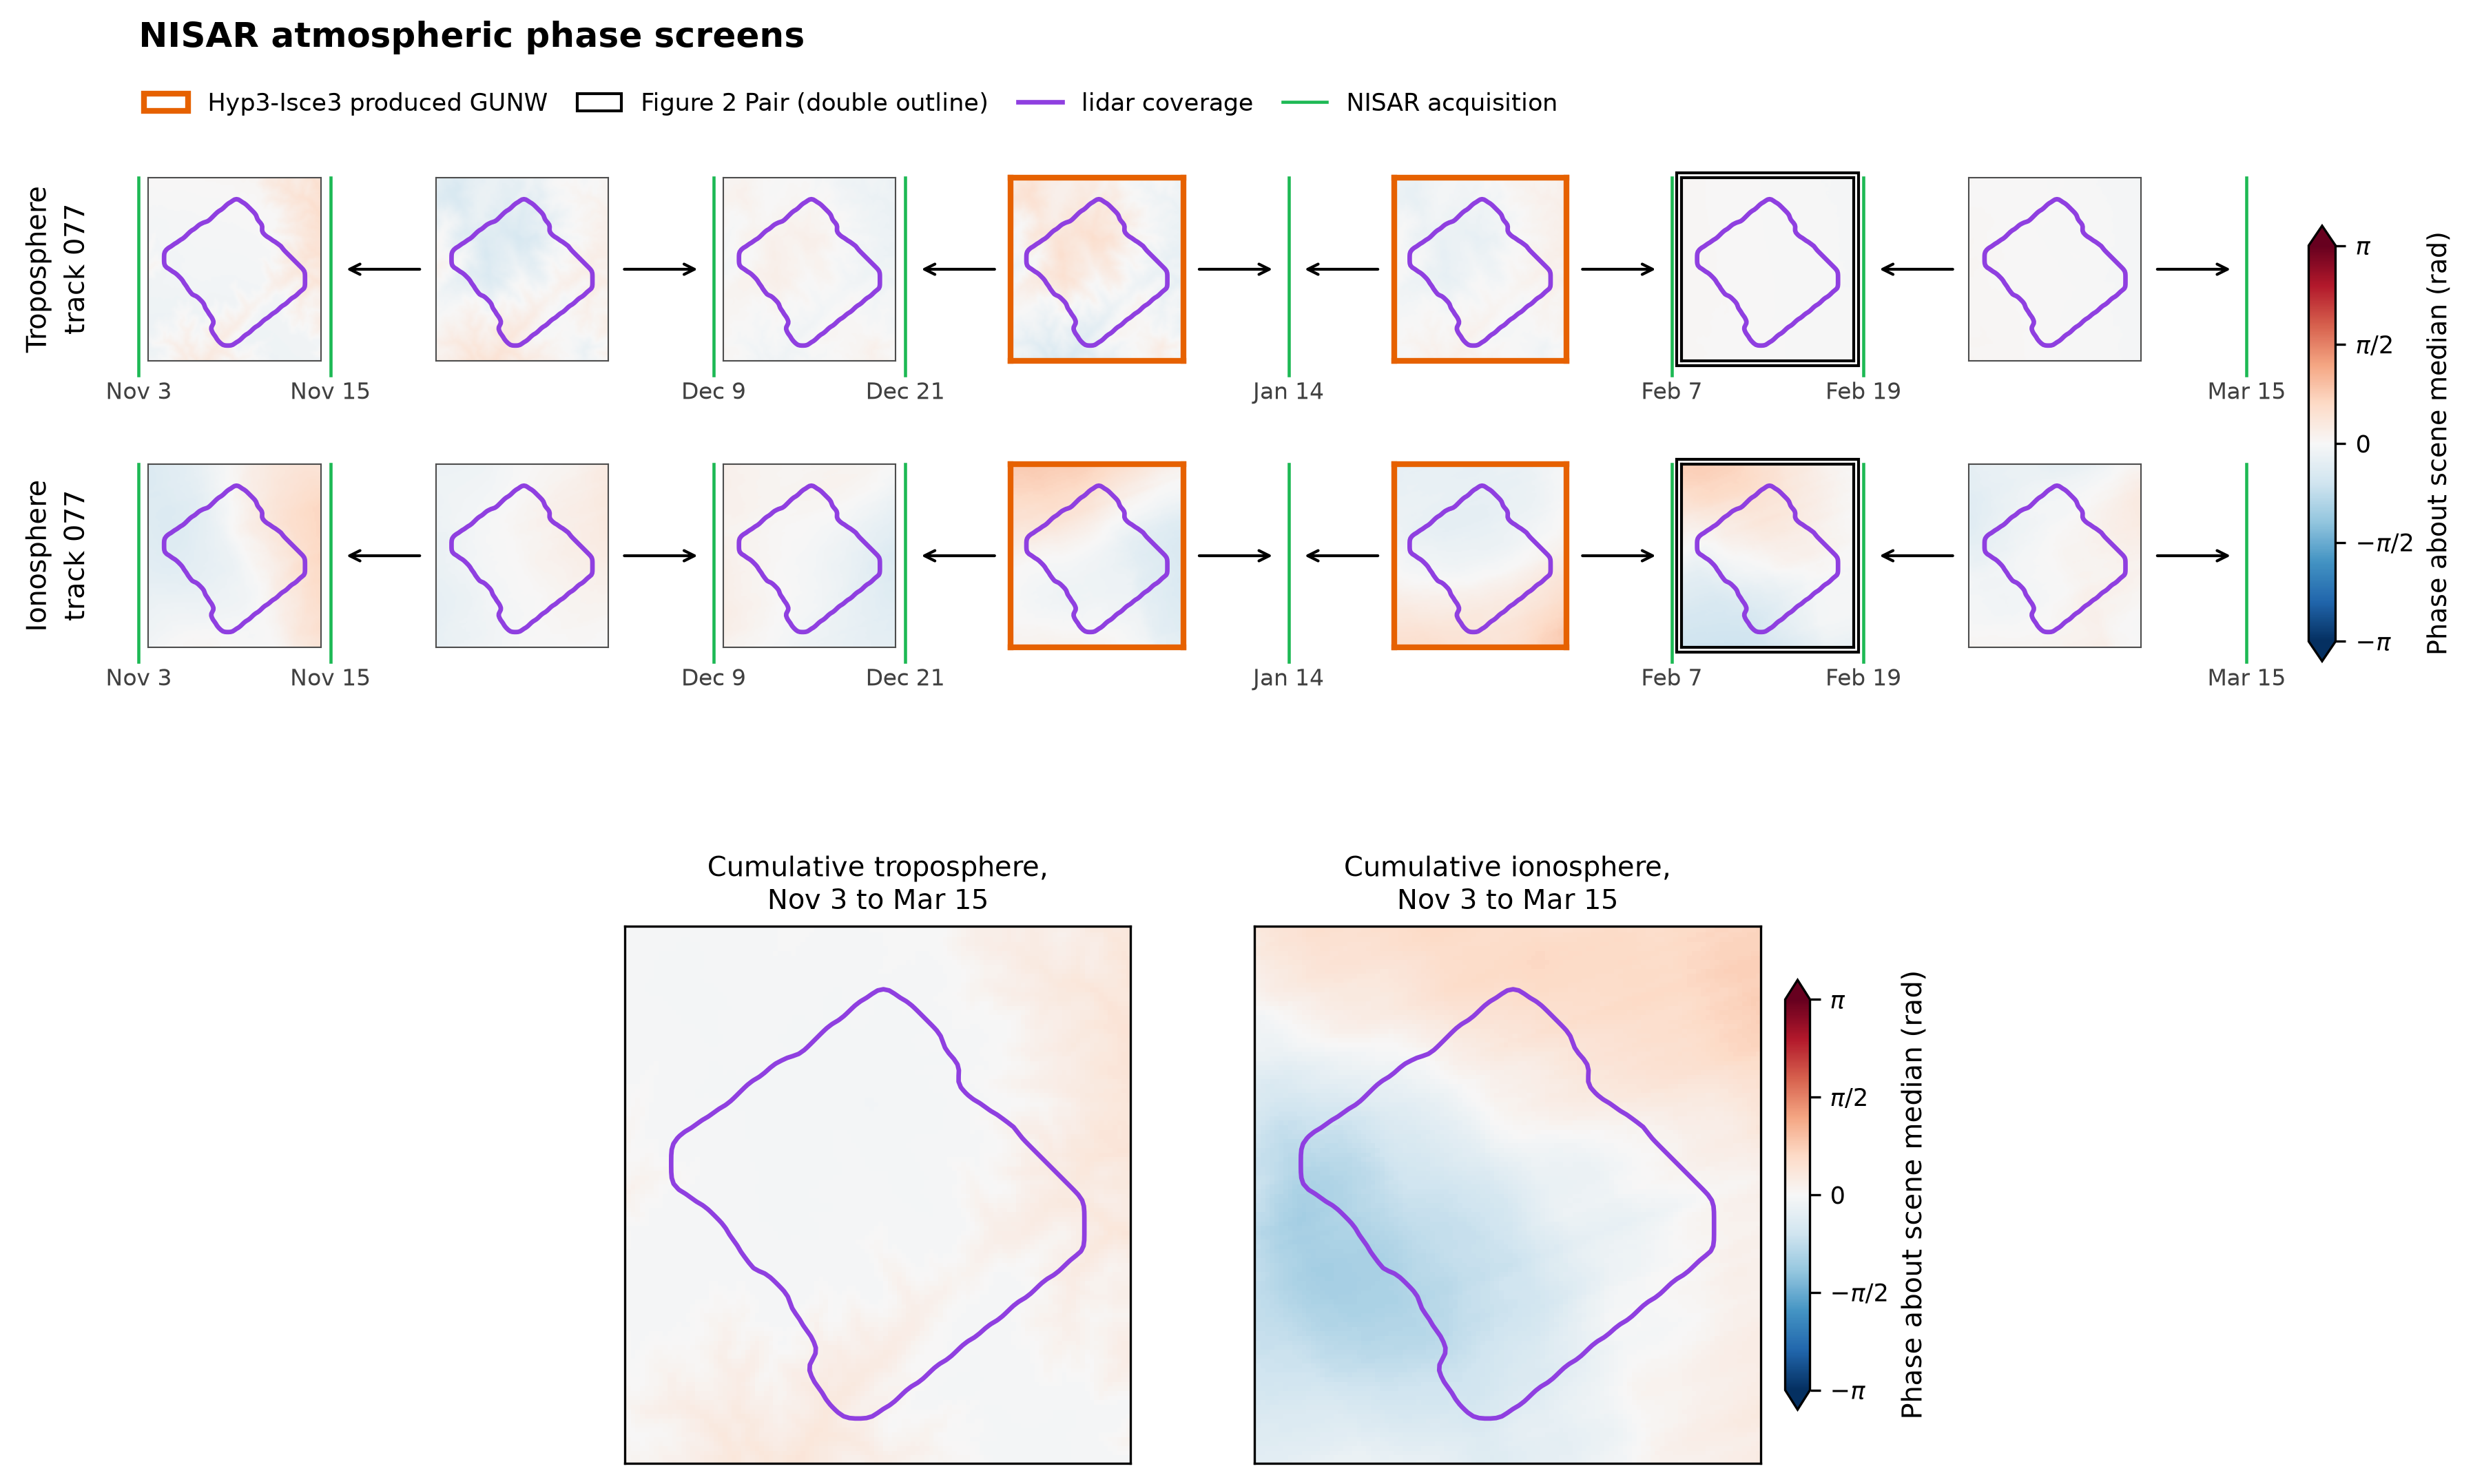 NISAR atmospheric phase screens
Hyp3-Isce3 produced GUNW
Figure 2 Pair (double outline)
lidar coverage
NISAR acquisition
Troposphere
track 077
Nov 3
Nov 15
Dec 9
Dec 21
Jan 14
Feb 7
Feb 19
Mar 15
Ionosphere
track 077
Nov 3
Nov 15
Dec 9
Dec 21
Jan 14
Feb 7
Feb 19
Mar 15
π
π/2
0
−π/2
−π
Phase about scene median (rad)
Cumulative troposphere,
Nov 3 to Mar 15
Cumulative ionosphere,
Nov 3 to Mar 15
π
π/2
0
−π/2
−π
Phase about scene median (rad)